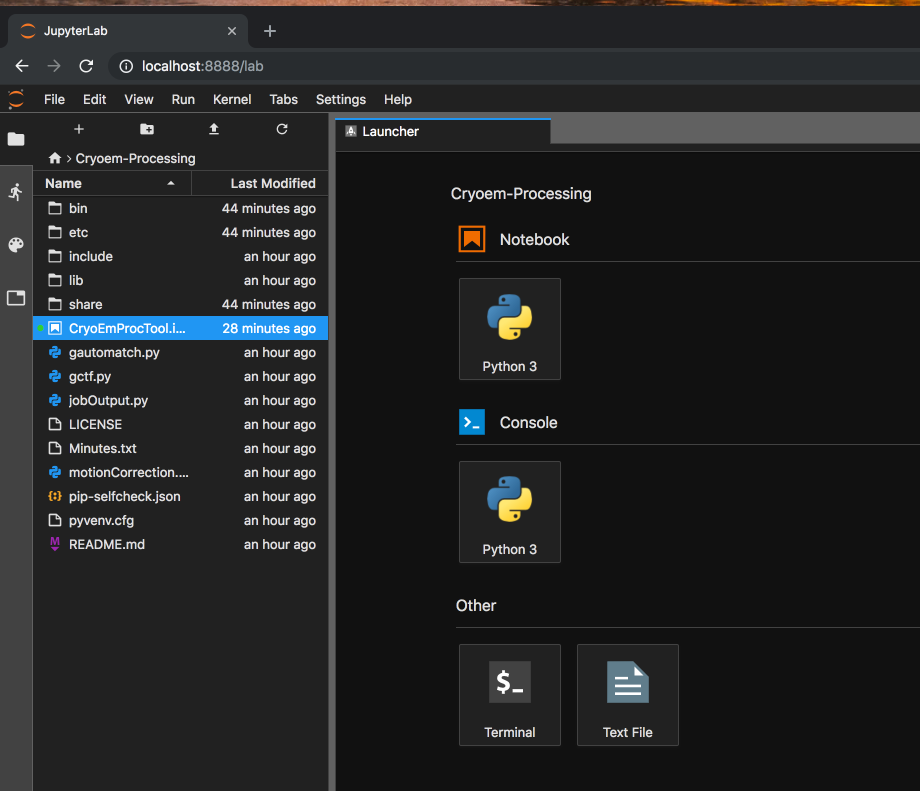 JupyterLab
localhost:8888/lab
File Edit View Run Kernel Tabs Settings Help
Launcher
Cryoem-Processing
Name Last Modified
bin 44 minutes ago
etc 44 minutes ago
include an hour ago
lib an hour ago
share 44 minutes ago
CryoEmProcTool.i... 28 minutes ago
gautomatch.py an hour ago
gctf.py an hour ago
jobOutput.py an hour ago
LICENSE an hour ago
Minutes.txt an hour ago
motionCorrection.... an hour ago
pip-selfcheck.json an hour ago
pyvenv.cfg an hour ago
README.md an hour ago
Cryoem-Processing
Notebook
Python 3
Console
Python 3
Other
$_
Terminal
Text File